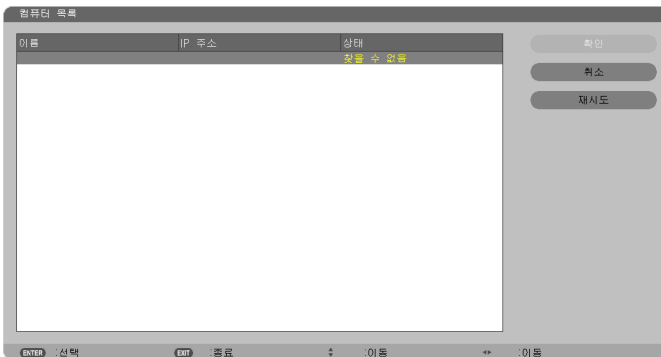 컴퓨터 목록
이름 IP 주소 상태
찾을 수 없음
확인
취소
재시도
ENTER :선택 EXIT :종료 :이동 :이동